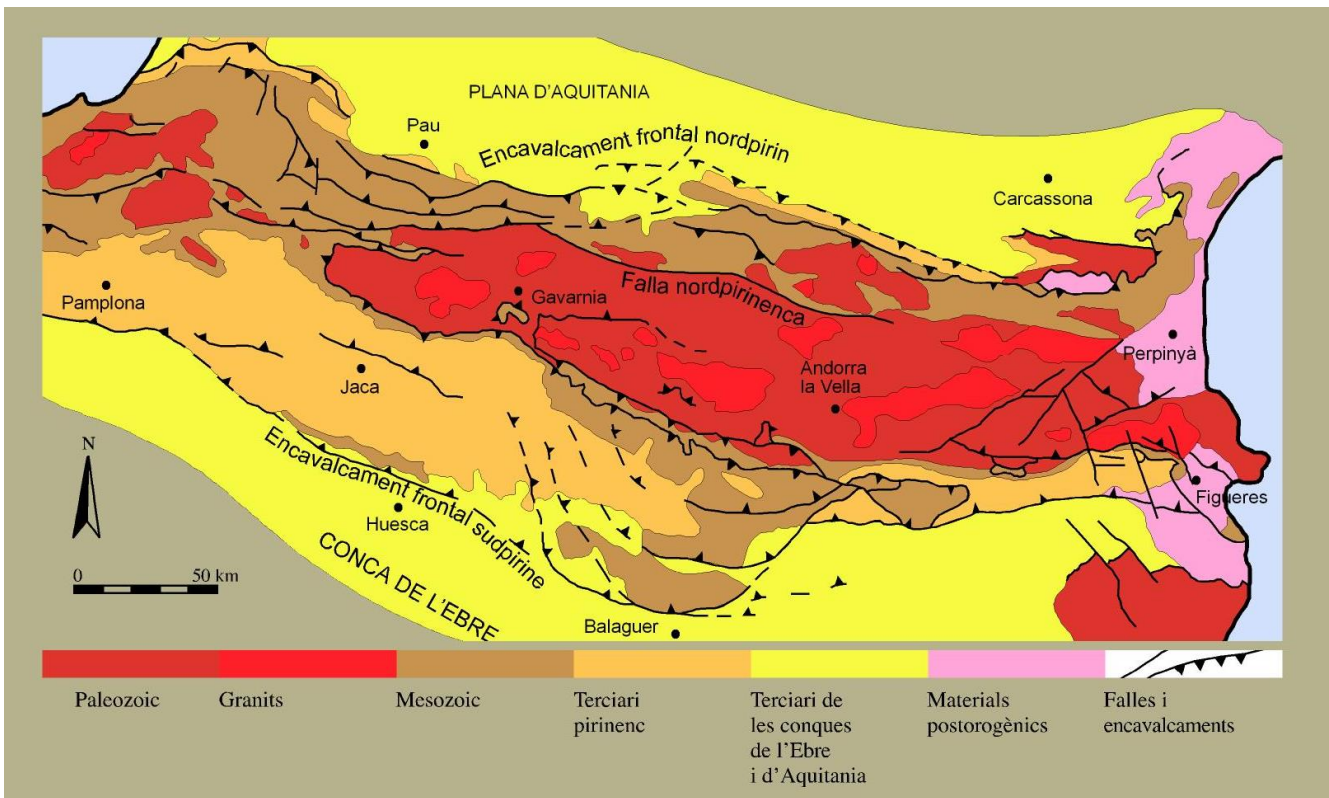 PLANA D'AQUITANIA
Pau
Encavalcament frontal nordpirin
Carcassona
Pamplona
Gavarnia
Falla nordpirinenca
Perpinyà
Jaca
Andorra
la Vella
N
Encavalcament frontal sudpirine
Figueres
Huesca
0 50 km
CONCA DE L'EBRE
Balaguer
Paleozoic
Granits
Mesozoic
Terciari
pirinenc
Terciari de
les conques
de l'Ebre
i d'Aquitania
Materials
postorogènics
Falles i
encavalcaments